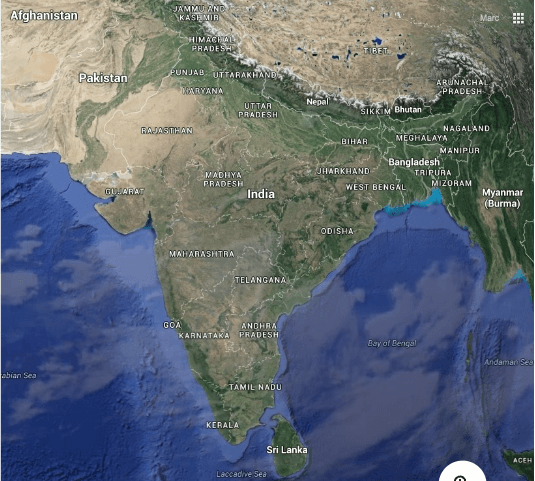 JAMMU AND
KASHMIR
Afghanistan
Marc
HIMACHAL
PRADESH
TIBET
Pakistan
PUNJAB
UTTARAKHAND
ARUNACHAL
PRADESH
HARYANA
Nepal
UTTAR
PRADESH
SIKKIM
Bhutan
RAJASTHAN
NAGALAND
BIHAR
MEGHALAYA
MANIPUR
Bangladesh
JHARKHAND
TRIPURA
MADHYA
PRADESH
WEST BENGAL
MIZORAM
GUJARAT
India
Myanmar
(Burma)
ODISHA
MAHARASHTRA
TELANGANA
GOA
KARNATAKA
ANDHRA
PRADESH
Bay of Bengal
Andaman Sea
abian Sea
TAMIL NADU
KERALA
Sri Lanka
ACEH
Laccadive Sea